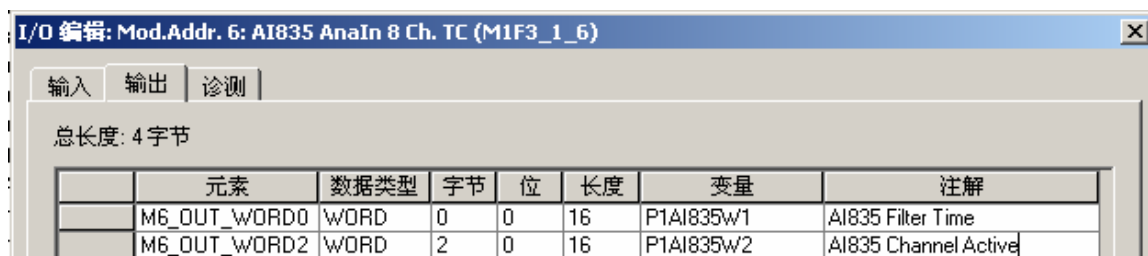 I/O 编辑: Mod.Addr. 6: AI835 AnaIn 8 Ch. TC (M1F3_1_6)
输入 输出 诊测
总长度: 4 字节
元素 数据类型 字节 位 长度 变量 注解
M6_OUT_WORD0 WORD 0 0 16 P1AI835W1 AI835 Filter Time
M6_OUT_WORD2 WORD 2 0 16 P1AI835W2 AI835 Channel Active